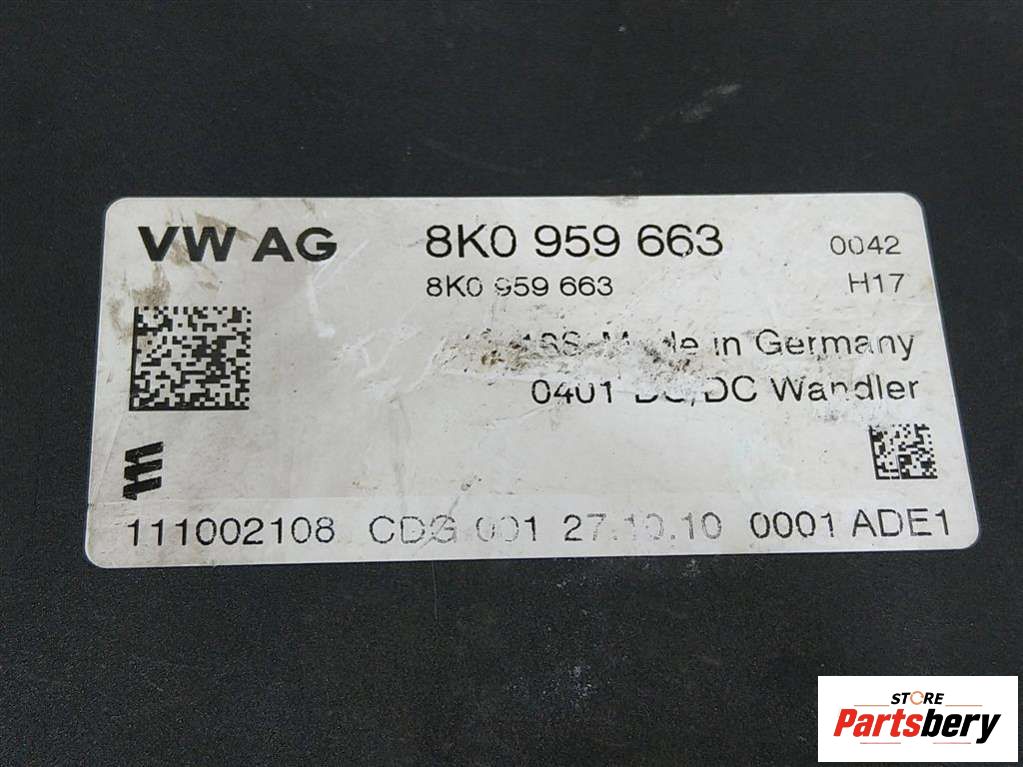 VW AG 8K0 959 663 0042
8K0 959 663 H17
in Germany
0401 DC/DC Wandler
111002108 CDG 001 27.10.10 0001 ADE1
STORE
Partsbery